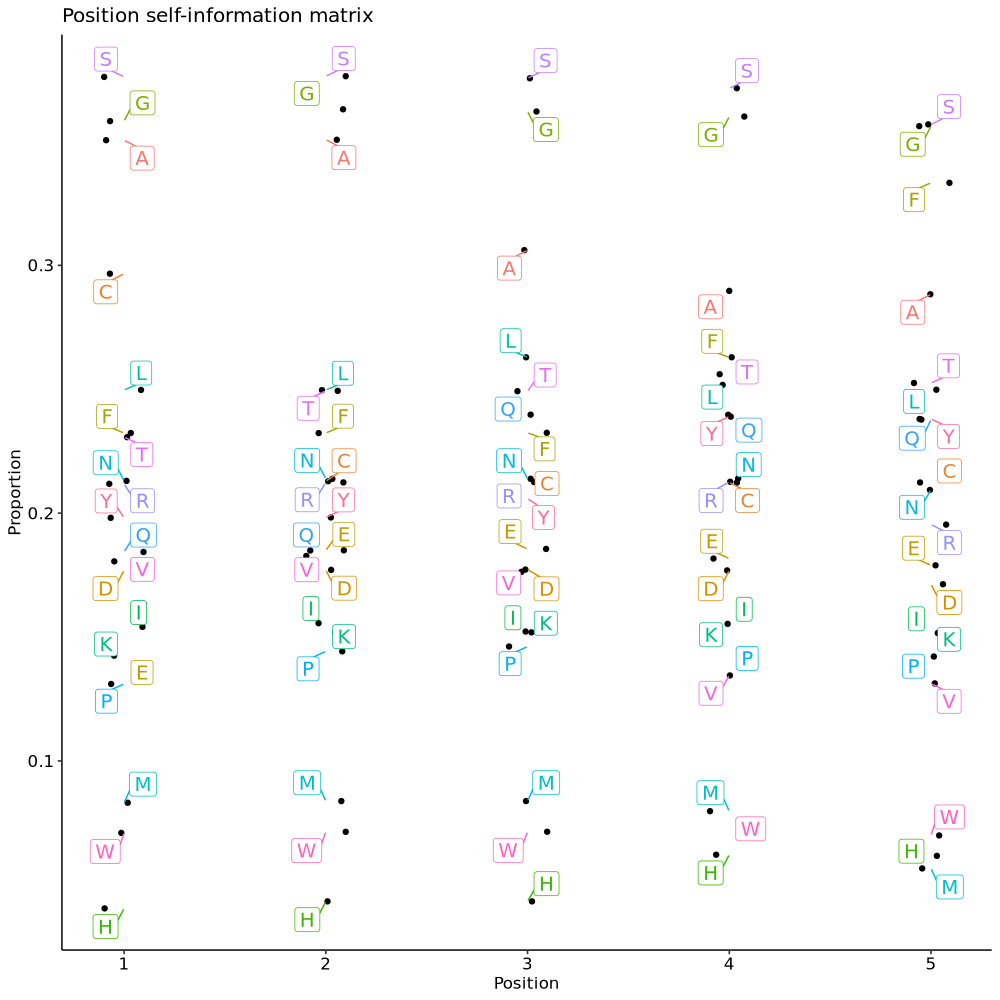 Position self-information matrix
S S S S S
G G G G G
A A F
0.3
C A A F A
L L L T T
F T F Q F L T L
T N C N C Y Q Q Y
N R R Y R Y N C
0.2
Y Q Q E E R C N R
D V V D V D E D E D
I I I K K I I K
K E K P P P
P P V V
0.1
M M M M W
W W W W H
H H H H M
1 2 3 4 5
Proportion
Position